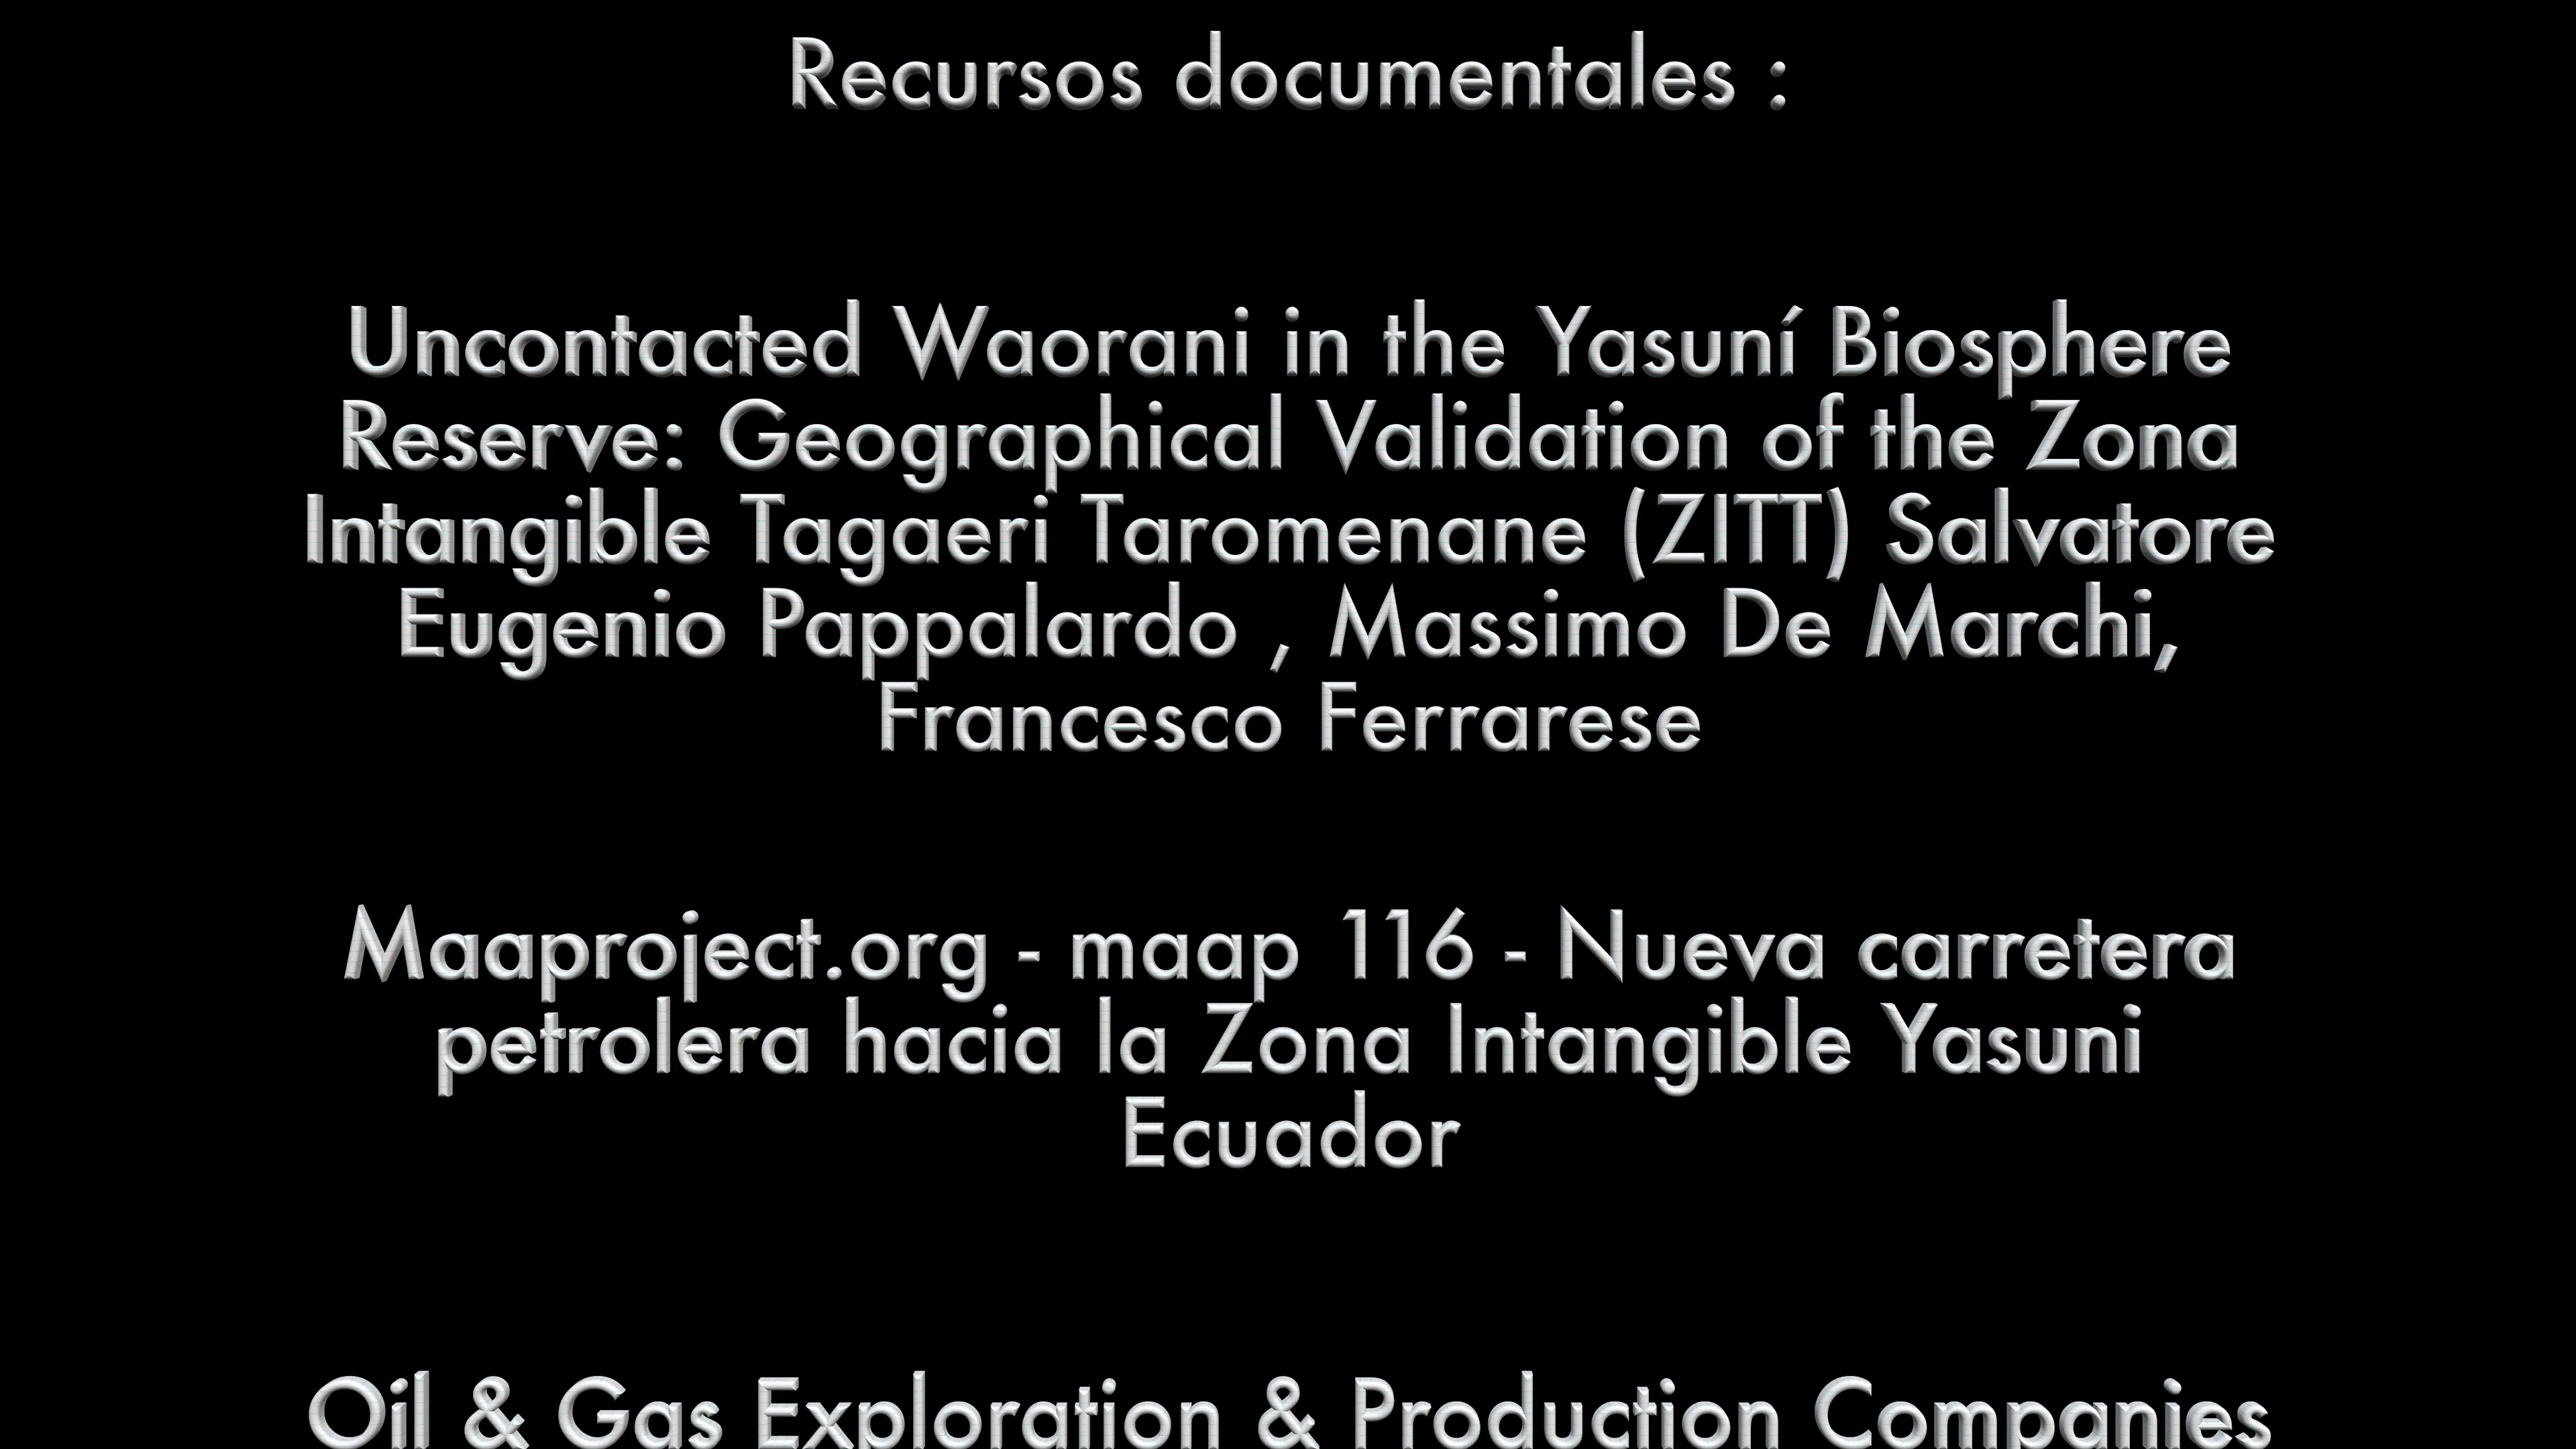 Recursos documentales :
Uncontacted Waorani in the Yasuní Biosphere
Reserve: Geographical Validation of the Zona
Intangible Tagaeri Taromenane (ZITT) Salvatore
Eugenio Pappalardo , Massimo De Marchi,
Francesco Ferrarese
Maaproject.org - maap 116 - Nueva carretera
petrolera hacia la Zona Intangible Yasuni
Ecuador
Oil & Gas Exploration & Production Companies